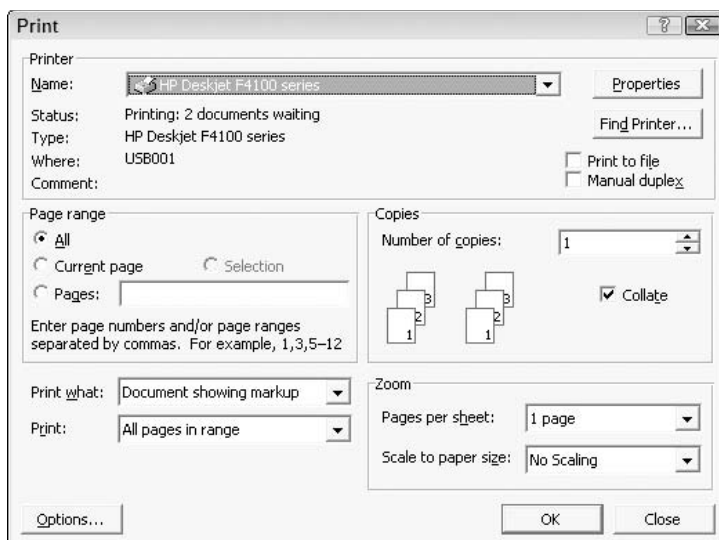 Print
Printer
Name: HP Deskjet F4100 series Properties
Status: Printing: 2 documents waiting
Type: HP Deskjet F4100 series Find Printer...
Where: USB001 Print to file
Comment: Manual duplex
Page range
All
Current page Selection
Pages:
Enter page numbers and/or page ranges
separated by commas. For example, 1,3,5–12
Copies
Number of copies: 1
3 3
2 2
1 1
Collate
Print what: Document showing markup
Print: All pages in range
Zoom
Pages per sheet: 1 page
Scale to paper size: No Scaling
Options... OK Close